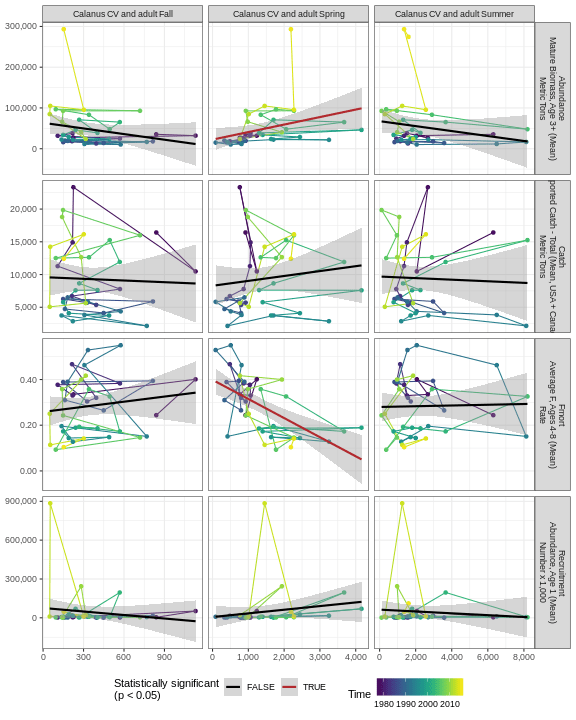 Calanus CV and adult Fall
Calanus CV and adult Spring
Calanus CV and adult Summer
300,000
200,000
100,000
0
Abundance
Mature Biomass, Age 3+ (Mean)
Metric Tons
20,000
15,000
10,000
5,000
Catch
ported Catch - Total (Mean, USA + Cana
Metric Tons
0.40
0.20
0.00
Fmort
Average F, Ages 4-8 (Mean)
Rate
900,000
600,000
300,000
0
Recruitment
Abundance, Age 1 (Mean)
Number x 1,000
0 300 600 900
0 1,000 2,000 3,000 4,000
0 2,000 4,000 6,000 8,000
Statistically significant
(p < 0.05)
FALSE
TRUE
Time
1980 1990 2000 2010